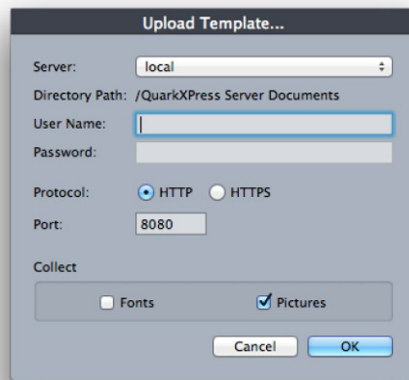 Upload Template...
Server: local
Directory Path: /QuarkXPress Server Documents
User Name:
Password:
Protocol: HTTP HTTPS
Port: 8080
Collect
Fonts Pictures
Cancel OK